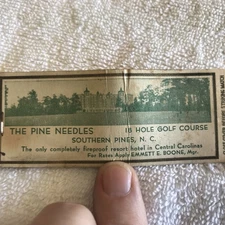 THE PINE NEEDLES 18 HOLE GOLF COURSE
SOUTHERN PINES, N. C.
The only completely fireproof resort hotel in Central Carolinas
For Rates Apply EMMETT E. BOONE, Mgr.